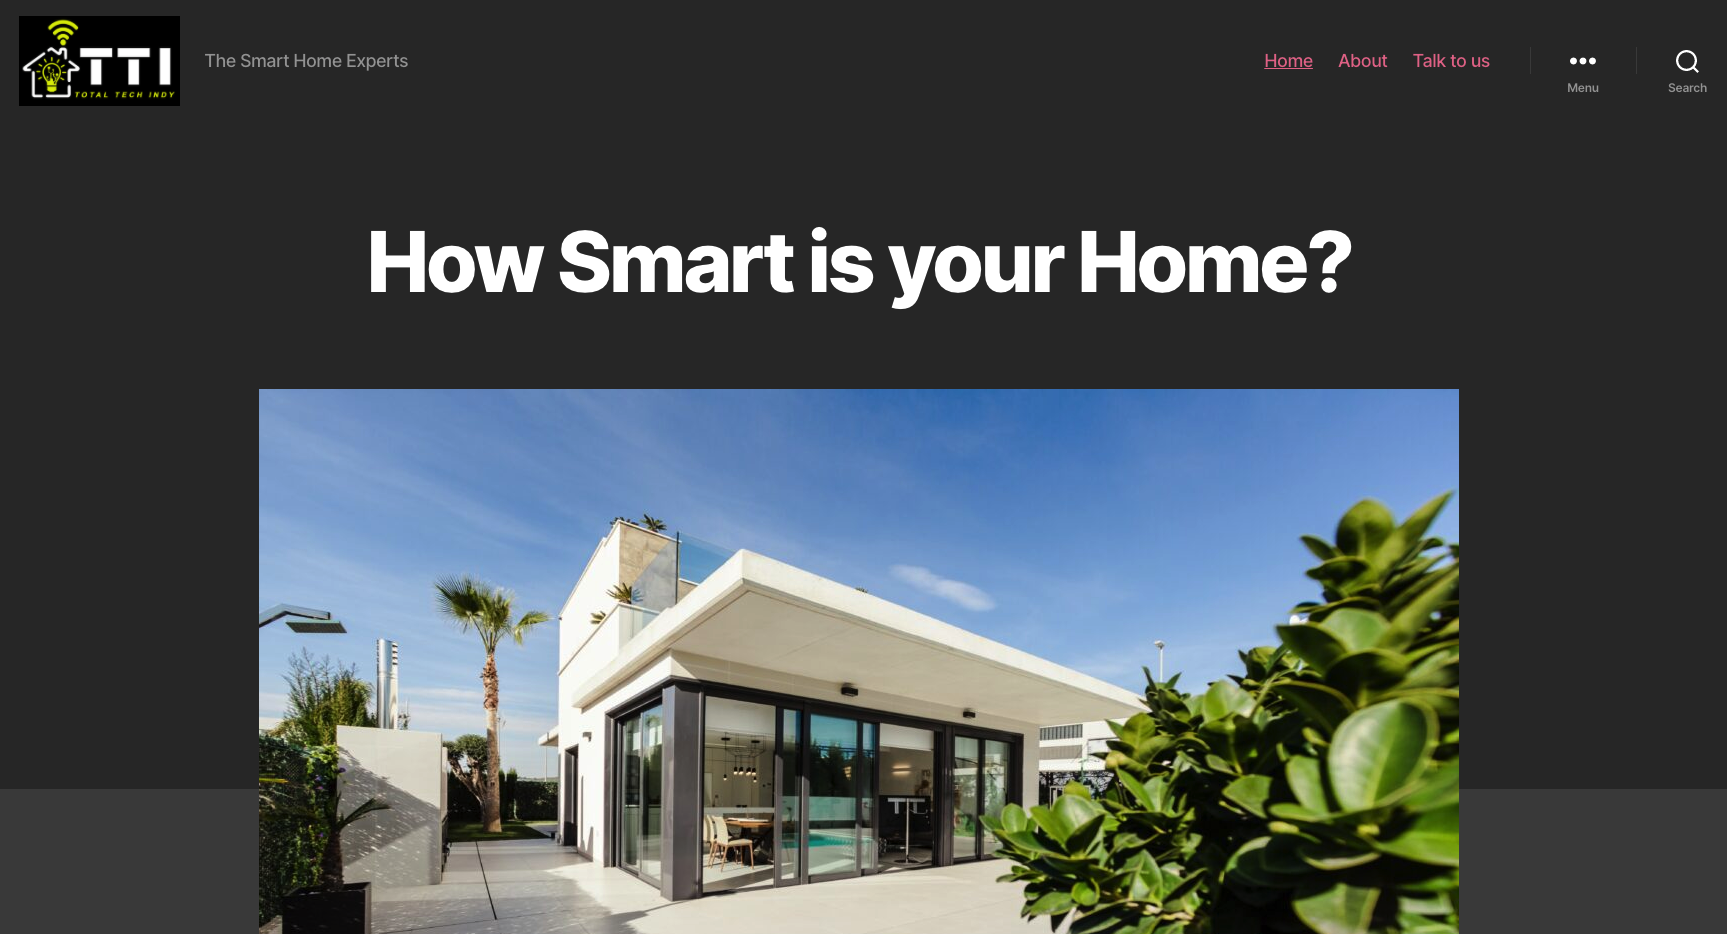 TTI
TOTAL TECH INDY
The Smart Home Experts
Home
About
Talk to us
Menu
Search
How Smart is your Home?